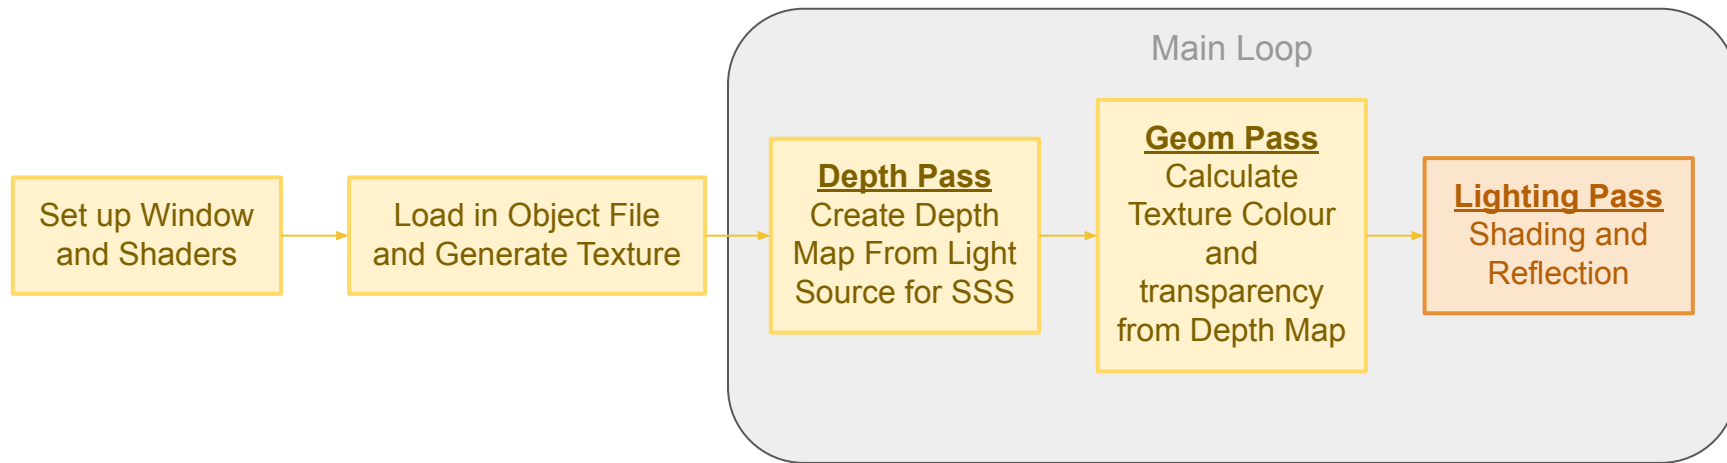 Main Loop
Set up Window
and Shaders
Load in Object File
and Generate Texture
Depth Pass
Create Depth
Map From Light
Source for SSS
Geom Pass
Calculate
Texture Colour
and
transparency
from Depth Map
Lighting Pass
Shading and
Reflection